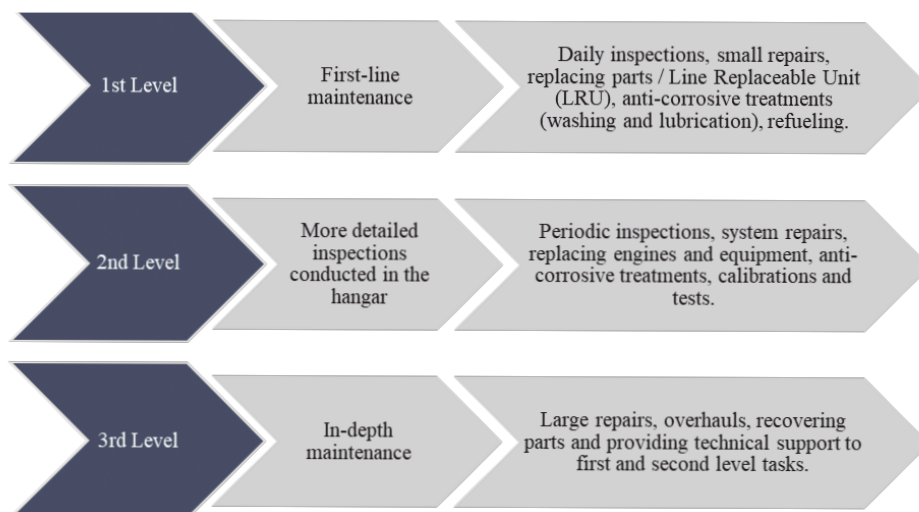 1st Level
First-line
maintenance
Daily inspections, small repairs,
replacing parts / Line Replaceable Unit
(LRU), anti-corrosive treatments
(washing and lubrication), refueling.
2nd Level
More detailed
inspections
conducted in the
hangar
Periodic inspections, system repairs,
replacing engines and equipment, anti-
corrosive treatments, calibrations and
tests.
3rd Level
In-depth
maintenance
Large repairs, overhauls, recovering
parts and providing technical support to
first and second level tasks.